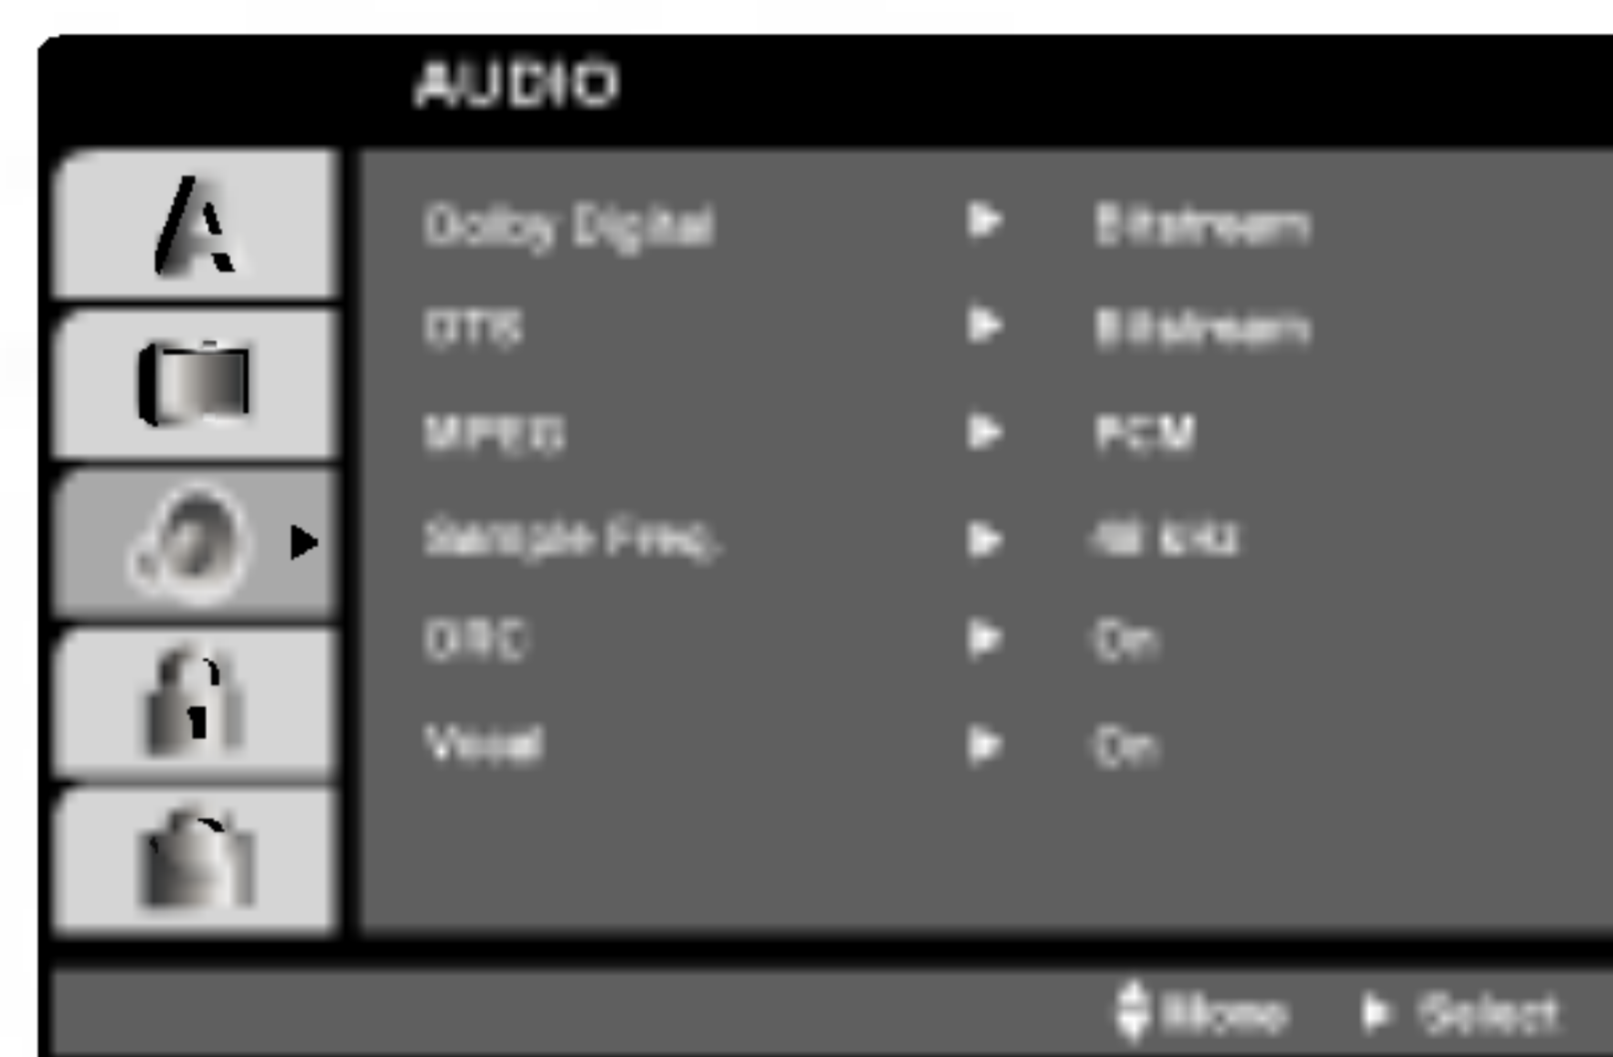 AUDIO
Dolby Digital ▶ Bitstream
DTS ▶ Bitstream
MPEG ▶ PCM
Sample Freq. ▶ 48 kHz
DRC ▶ On
Vocal ▶ On
Move ▶ Select